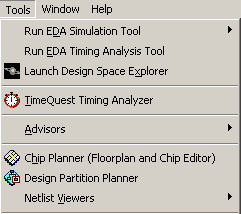 Tools Window Help
Run EDA Simulation Tool
Run EDA Timing Analysis Tool
Launch Design Space Explorer
TimeQuest Timing Analyzer
Advisors
Chip Planner (Floorplan and Chip Editor)
Design Partition Planner
Netlist Viewers